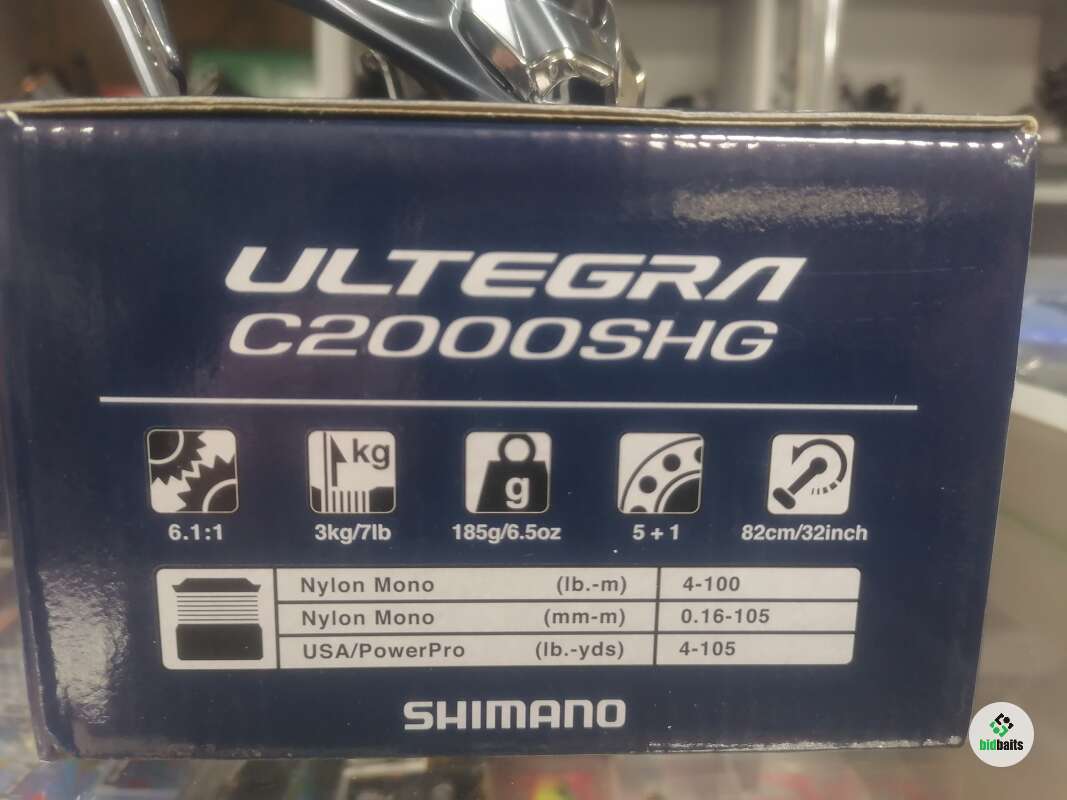 ULTEGRA
C2000SHG
kg
g
6.1:1 3kg/7lb 185g/6.5oz 5+1 82cm/32inch
Nylon Mono (lb.-m) 4-100
Nylon Mono (mm-m) 0.16-105
USA/PowerPro (lb.-yds) 4-105
SHIMANO
bidbaits